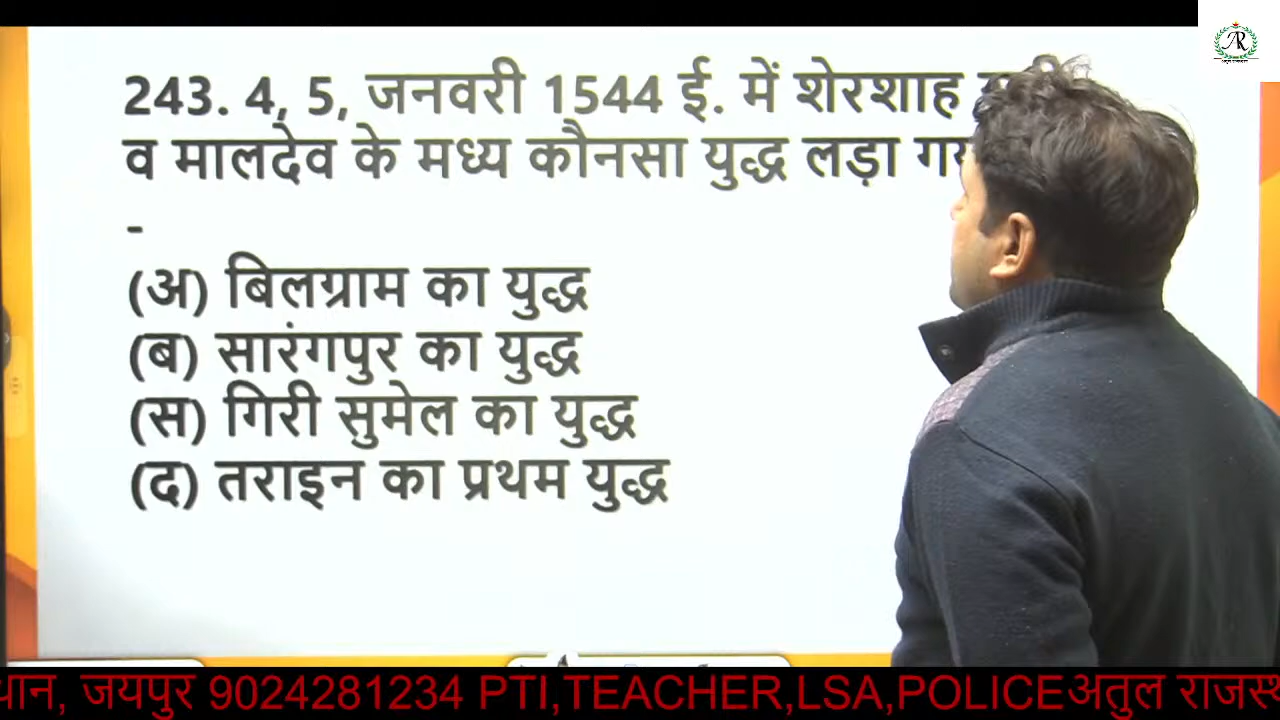 243. 4, 5, जनवरी 1544 ई. में शेरशाह
व मालदेव के मध्य कौनसा युद्ध लड़ा
-
(अ) बिलग्राम का युद्ध
(ब) सारंगपुर का युद्ध
(स) गिरी सुमेल का युद्ध
(द) तराइन का प्रथम युद्ध
जयपुर 9024281234 PTI,TEACHER,LSA,POLICEअतुल